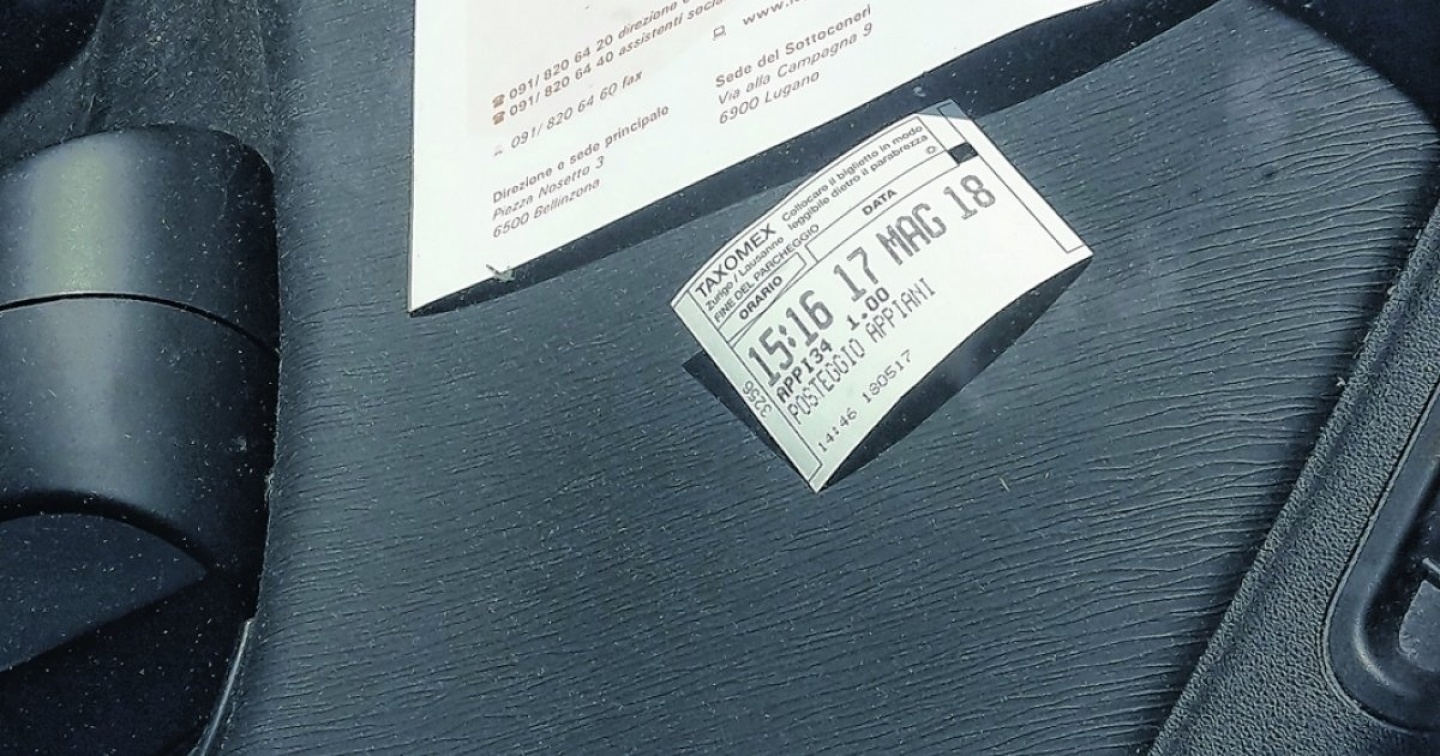 ☎ 091/ 820 64 20 direzione
☎ 091/ 820 64 40 assistenti
091/ 820 64 60 fax
Direzione e sede principale
Piazza Nosetto 3
6500 Bellinzona
Sede del Sottoceneri
Via alla Campagna 9
6900 Lugano
TAXOMEX
Zurigo / Lausanne
Collocare il biglietto in modo
leggibile dietro il parabrezza
FINE DEL PARCHEGGIO
ORARIO
DATA
15:16 17 MAG 18
APPI34 1.00
POSTEGGIO APPIANI
14:46 180517
3256